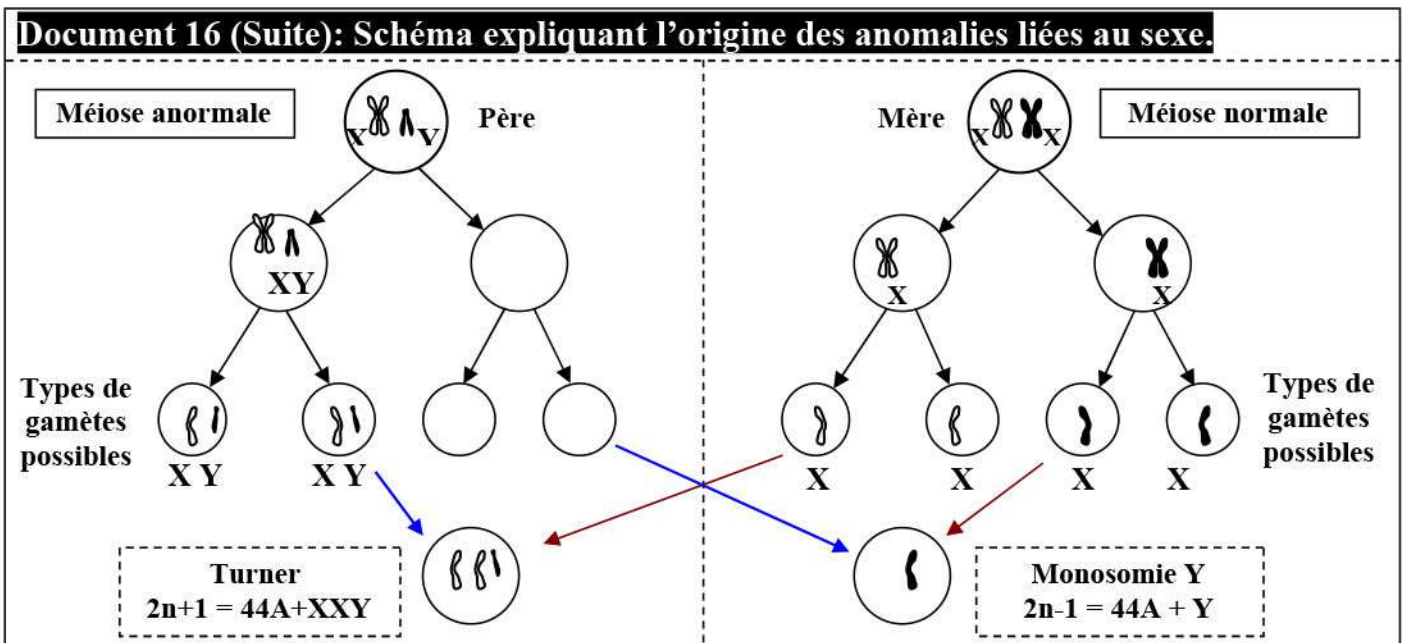 Document 16 (Suite): Schéma expliquant l'origine des anomalies liées au sexe.
Méiose anormale
X
Y
Père
Mère
X
X
Méiose normale
XY
X
X
Types de
gamètes
possibles
X Y
X Y
X
X
X
X
Types de
gamètes
possibles
Turner
2n+1 = 44A+XXY
Monosomie Y
2n-1 = 44A + Y